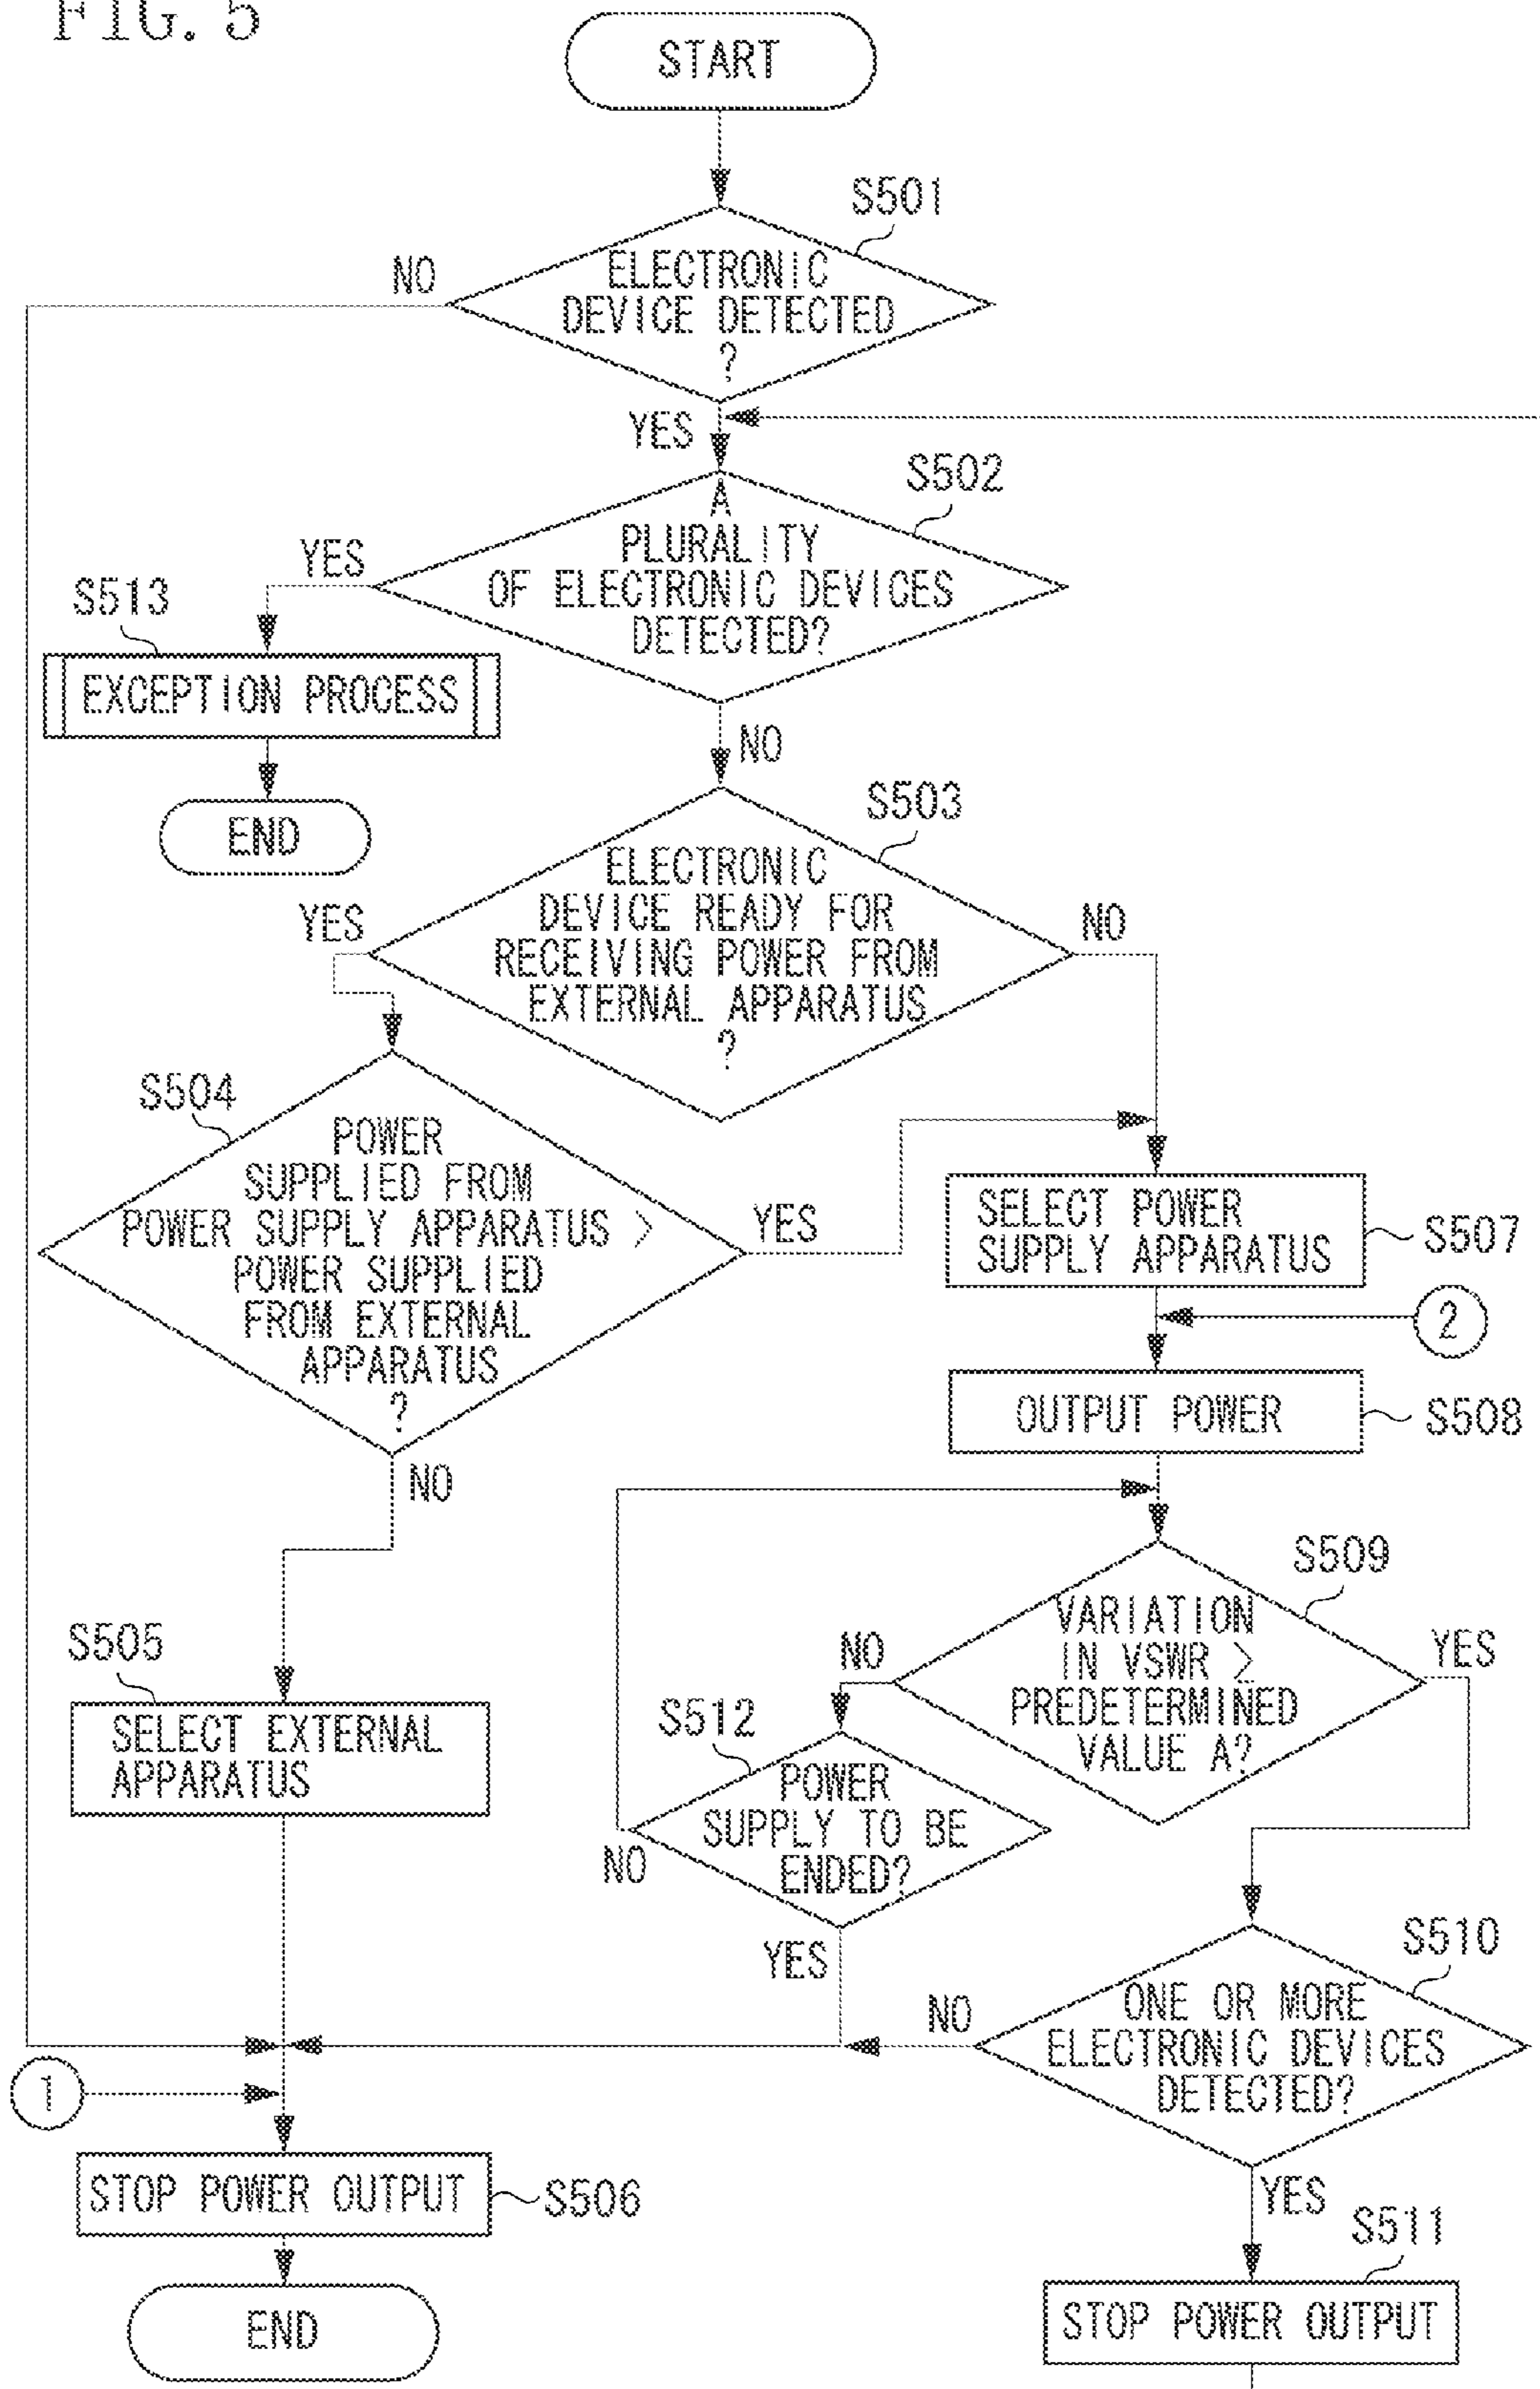 FIG. 5
START
S501
NO
ELECTRONIC
DEVICE DETECTED
?
YES
S502
A
PLURALITY
OF ELECTRONIC DEVICES
DETECTED?
YES
S513
EXCEPTION PROCESS
NO
END
S503
ELECTRONIC
DEVICE READY FOR
RECEIVING POWER FROM
EXTERNAL APPARATUS
?
YES
NO
S504
POWER
SUPPLIED FROM
POWER SUPPLY APPARATUS >
POWER SUPPLIED
FROM EXTERNAL
APPARATUS
?
YES
NO
SELECT POWER
SUPPLY APPARATUS
S507
2
OUTPUT POWER
S508
S509
VARIATION
IN VSWR ≥
PREDETERMINED
VALUE A?
NO
YES
S505
SELECT EXTERNAL
APPARATUS
S512
POWER
SUPPLY TO BE
ENDED?
NO
YES
S510
ONE OR MORE
ELECTRONIC DEVICES
DETECTED?
NO
YES
1
STOP POWER OUTPUT
S506
END
S511
STOP POWER OUTPUT